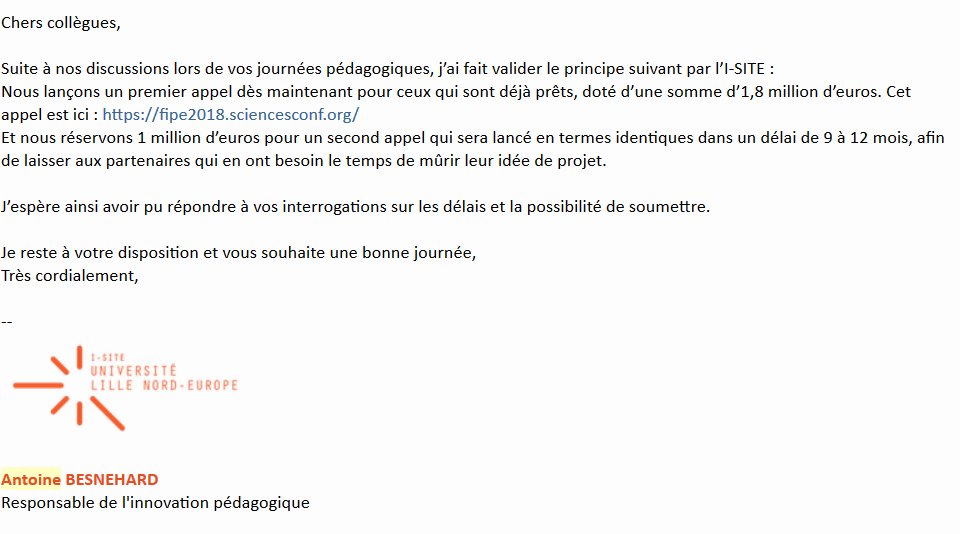 Chers collègues,
Suite à nos discussions lors de vos journées pédagogiques, j’ai fait valider le principe suivant par l’I-SITE :
Nous lançons un premier appel dès maintenant pour ceux qui sont déjà prêts, doté d’une somme d’1,8 million d’euros. Cet
appel est ici : https://fipe2018.sciencesconf.org/
Et nous réservons 1 million d’euros pour un second appel qui sera lancé en termes identiques dans un délai de 9 à 12 mois, afin
de laisser aux partenaires qui en ont besoin le temps de mûrir leur idée de projet.
J’espère ainsi avoir pu répondre à vos interrogations sur les délais et la possibilité de soumettre.
Je reste à votre disposition et vous souhaite une bonne journée,
Très cordialement,
--
I-SITE
UNIVERSITÉ
LILLE NORD-EUROPE
Antoine BESNEHARD
Responsable de l'innovation pédagogique